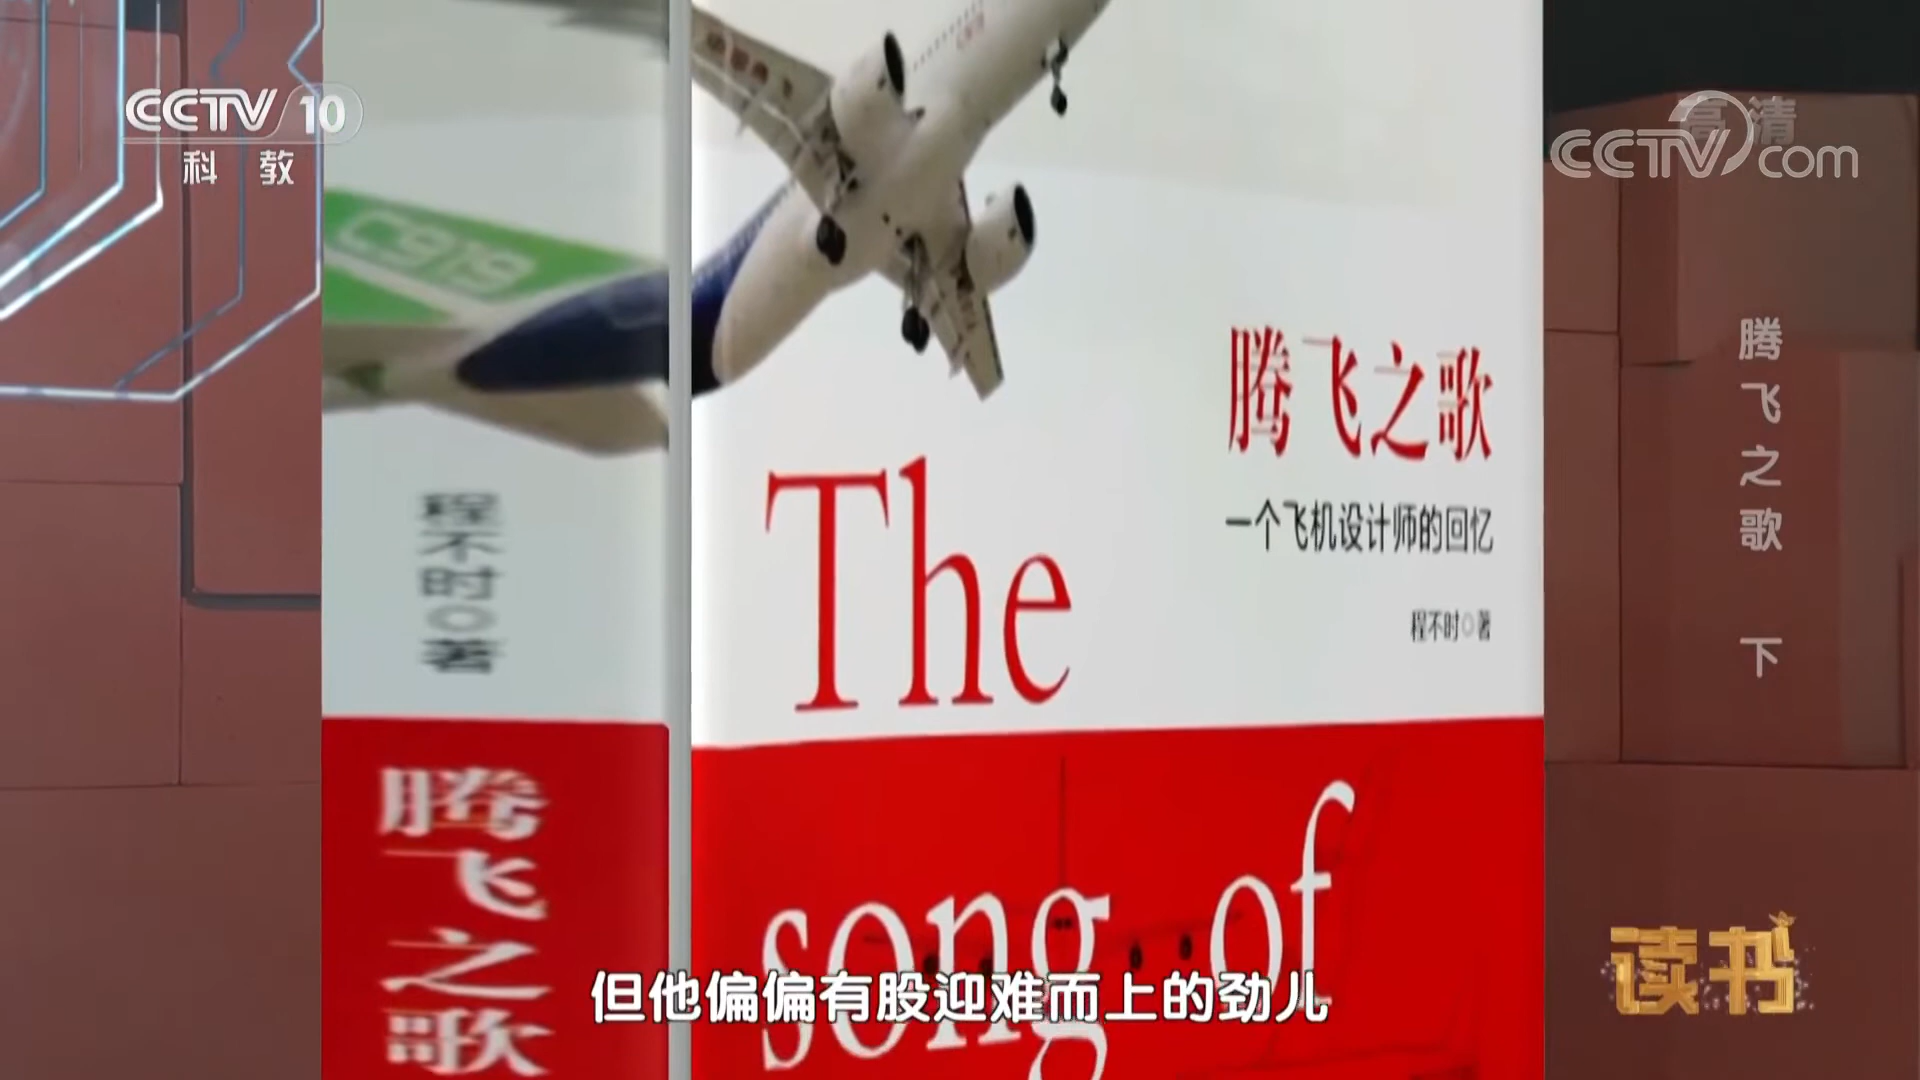 CCTV 10
科 教
高清
CCTV com
C919
程不时◎著
腾飞之歌
腾飞之歌
一个飞机设计师的回忆
程不时◎著
The
song of
腾飞之歌 下
读书
但他偏偏有股迎难而上的劲儿